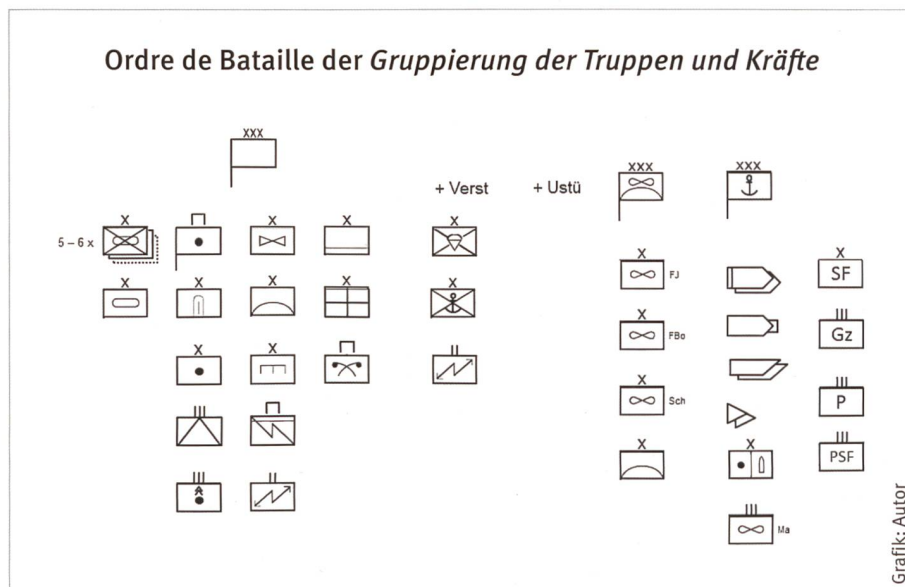 Ordre de Bataille der Gruppierung der Truppen und Kräfte
XXX
+ Verst
+ Ustü
XXX
XXX
5 – 6 x
X
X
X
X
X
X
X
X
X
X
X
III
III
II
II
X
FJ
X
FBo
X
Sch
X
X
III
Ma
X
SF
III
Gz
III
P
III
PSF
Grafik: Autor